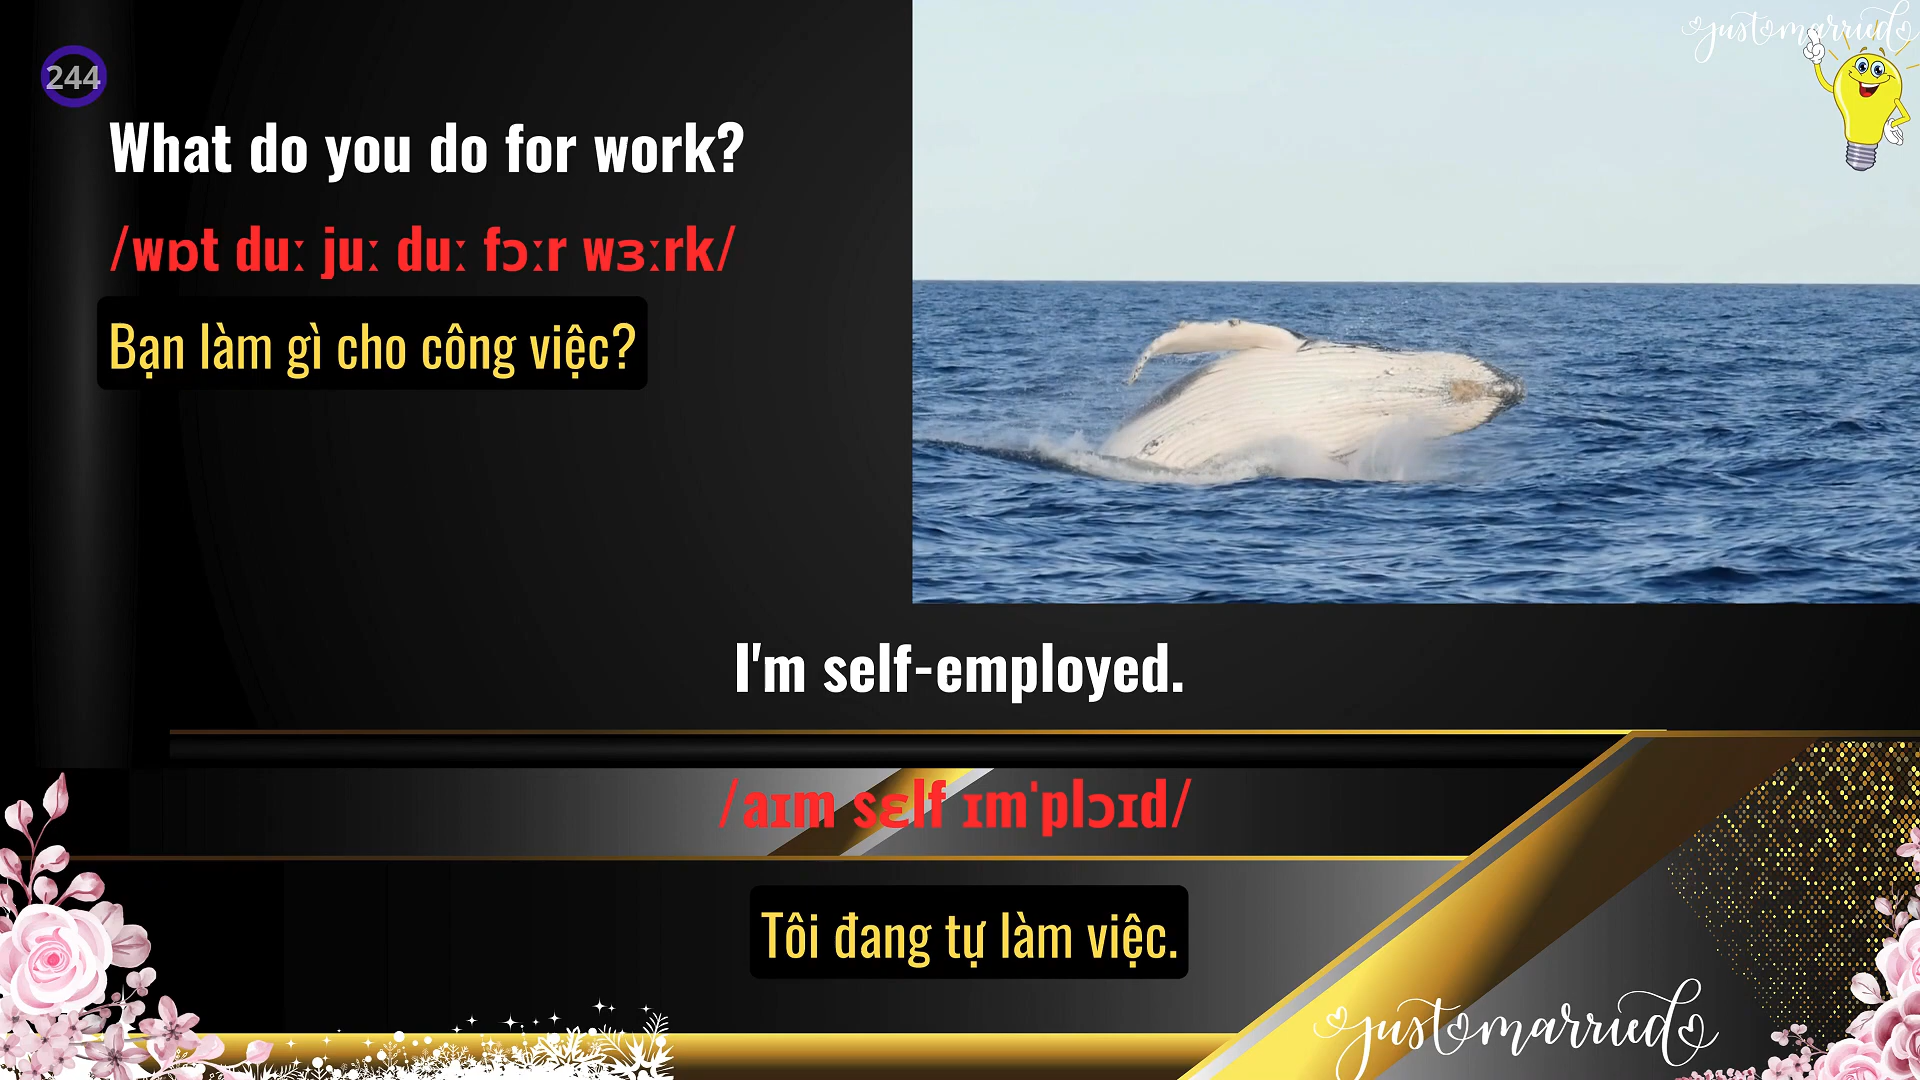 justmarried
244
What do you do for work?
/wɒt duː juː duː fɔːr wɜːrk/
Bạn làm gì cho công việc?
I'm self-employed.
/aɪm sɛlf ɪmˈplɔɪd/
Tôi đang tự làm việc.
justmarried